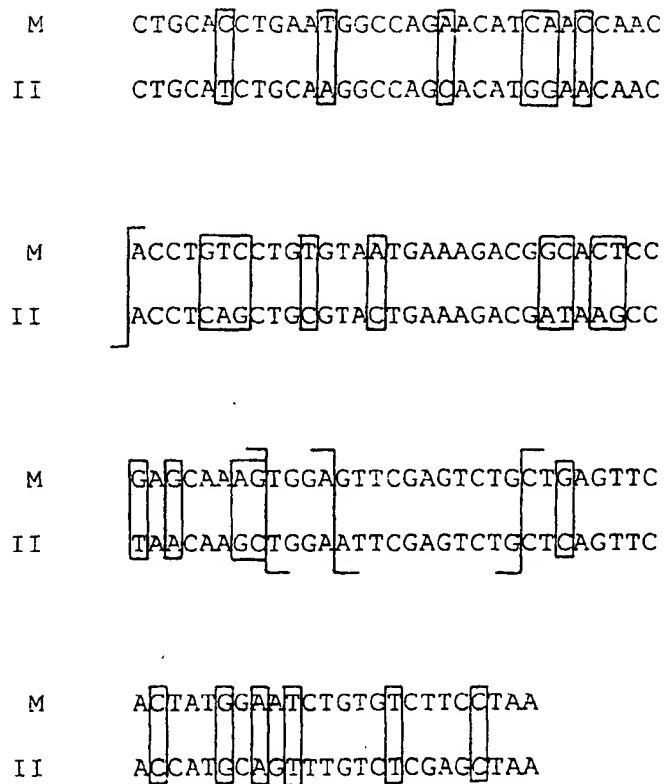 M CTGCACCTGAATGGCCAGAACATCAACCAAC
II CTGCATCTGCAAGGCCAGCACATGGAACAAC
M ACCTGTCCTGTGTAATGAAAGACGGCACTCC
II ACCTCAGCTGCGTACTGAAAGACGATAAGCC
M GAGCAAAGTGGAGTTCGAGTCTGCTGAGTTC
II TAACAAGCTGGAATTCGAGTCTGCTCAGTTC
M ACTATGGAATCTGTGTCTTCCTAA
II ACCATGCAGTTTGTCTCGAGCTAA